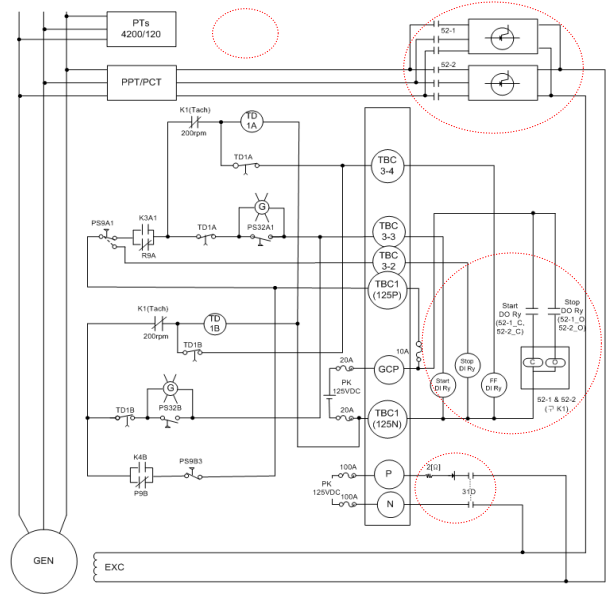 PTs
4200/120
52-1
PPT/PCT
52-2
K1(Tach)
200rpm
TD
1A
TD1A
TBC
3-4
G
PS9A1
K3A1
R9A
TD1A
PS32A1
TBC
3-3
TBC
3-2
TBC1
(125P)
K1(Tach)
200rpm
TD
1B
TD1B
Start
DO Ry
(52-1_C,
52-2_C)
Stop
DO Ry
(52-1_O
52-2_O)
20A
10A
GCP
PK
125VDC
20A
Start
DI Ry
Stop
DI Ry
FF
DI Ry
C
O
52-1 & 52-2
(구 K1)
G
TD1B
PS32B
TBC1
(125N)
K4B
P9B
PS9B3
100A
PK
125VDC
100A
P
N
2[Ω]
31D
GEN
EXC